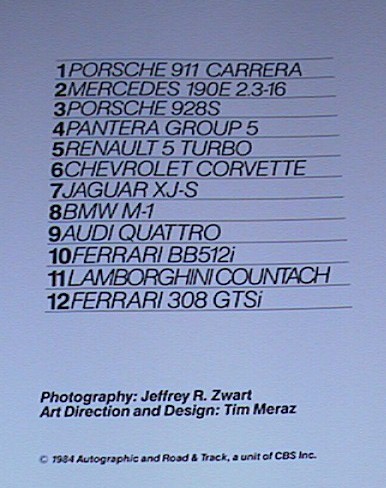 1 PORSCHE 911 CARRERA
2 MERCEDES 190E 2.3-16
3 PORSCHE 928S
4 PANTERA GROUP 5
5 RENAULT 5 TURBO
6 CHEVROLET CORVETTE
7 JAGUAR XJ-S
8 BMW M-1
9 AUDI QUATTRO
10 FERRARI BB512i
11 LAMBORGHINI COUNTACH
12 FERRARI 308 GTSi
Photography: Jeffrey R. Zwart
Art Direction and Design: Tim Meraz
© 1984 Autographic and Road & Track, a unit of CBS Inc.